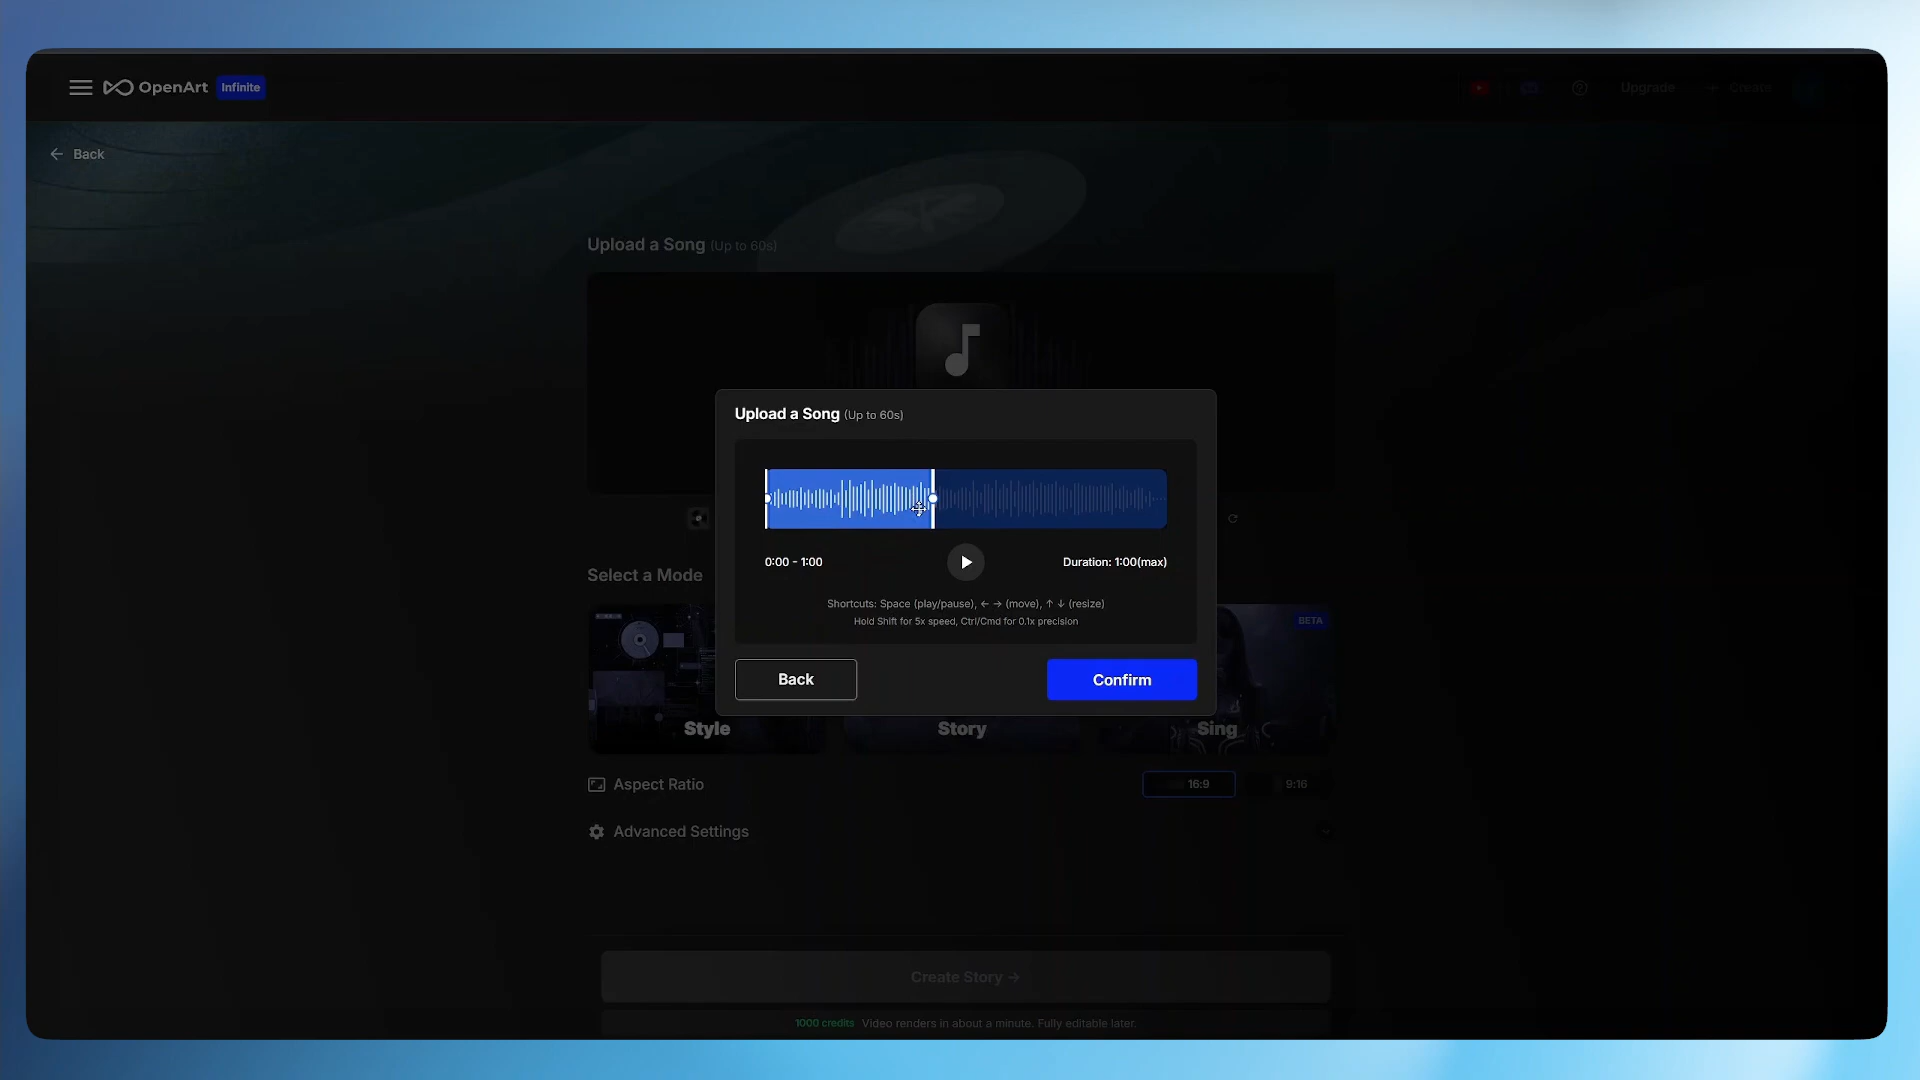 OpenArt Infinite
Upgrade
Create
Back
Upload a Song (Up to 60s)
Upload a Song (Up to 60s)
0:00 - 1:00
Duration: 1:00(max)
Shortcuts: Space (play/pause), ← → (move), ↑ ↓ (resize)
Hold Shift for 5x speed, Ctrl/Cmd for 0.1x precision
Back
Confirm
Select a Mode
BETA
Style
Story
Sing
Aspect Ratio
16:9
9:16
Advanced Settings
Create Story →
1000 credits Video renders in about a minute. Fully editable later.